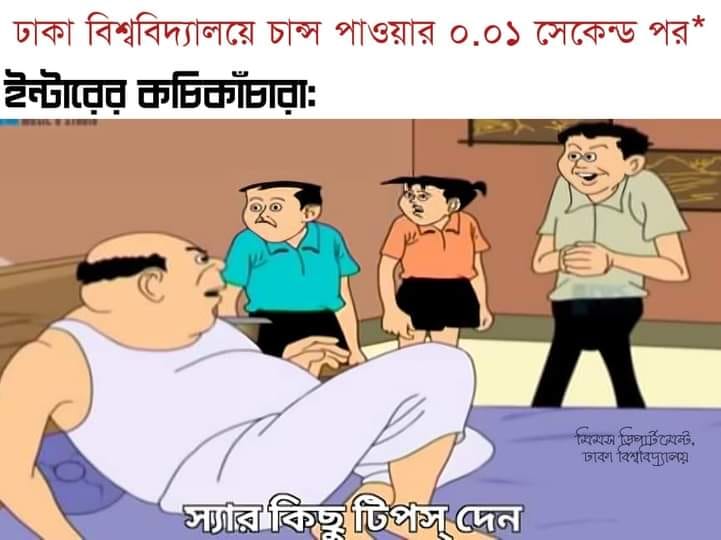 ঢাকা বিশ্ববিদ্যালয়ে চান্স পাওয়ার ০.০১ সেকেন্ড পর*
ইন্টারের কচিকাঁচারা:
মিমস ডিপার্টমেন্ট,
ঢাকা বিশ্ববিদ্যালয়
স্যার কিছু টিপস্ দেন